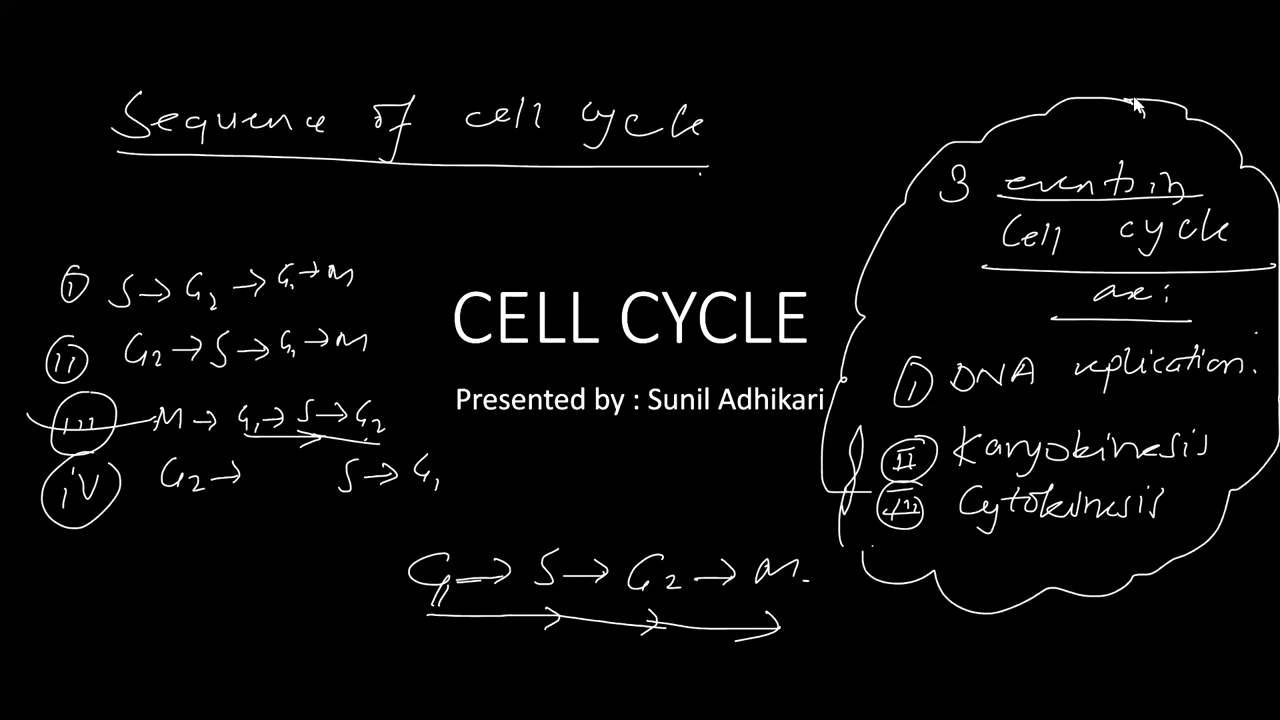 Sequence of cell cycle
i S → G2 → G1 → M
ii G2 → S → G1 → M
iii M → G1 → S → G2
iv G2 → S → G1
CELL CYCLE
Presented by : Sunil Adhikari
G1 → S → G2 → M.
3 events in
Cell cycle
are :
i DNA replication.
II Karyokinesis
III Cytokinesis